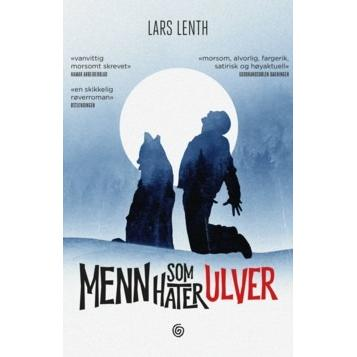 LARS LENTH
«vanvittig
morsomt skrevet»
HAMAR ARBEIDERBLAD
«en skikkelig
røverroman»
ØSTLENDINGEN
«morsom, alvorlig, fargerik,
satirisk og høyaktuell»
GUDBRANDSDØLEN DAGNINGEN
MENN SOM HATER ULVER